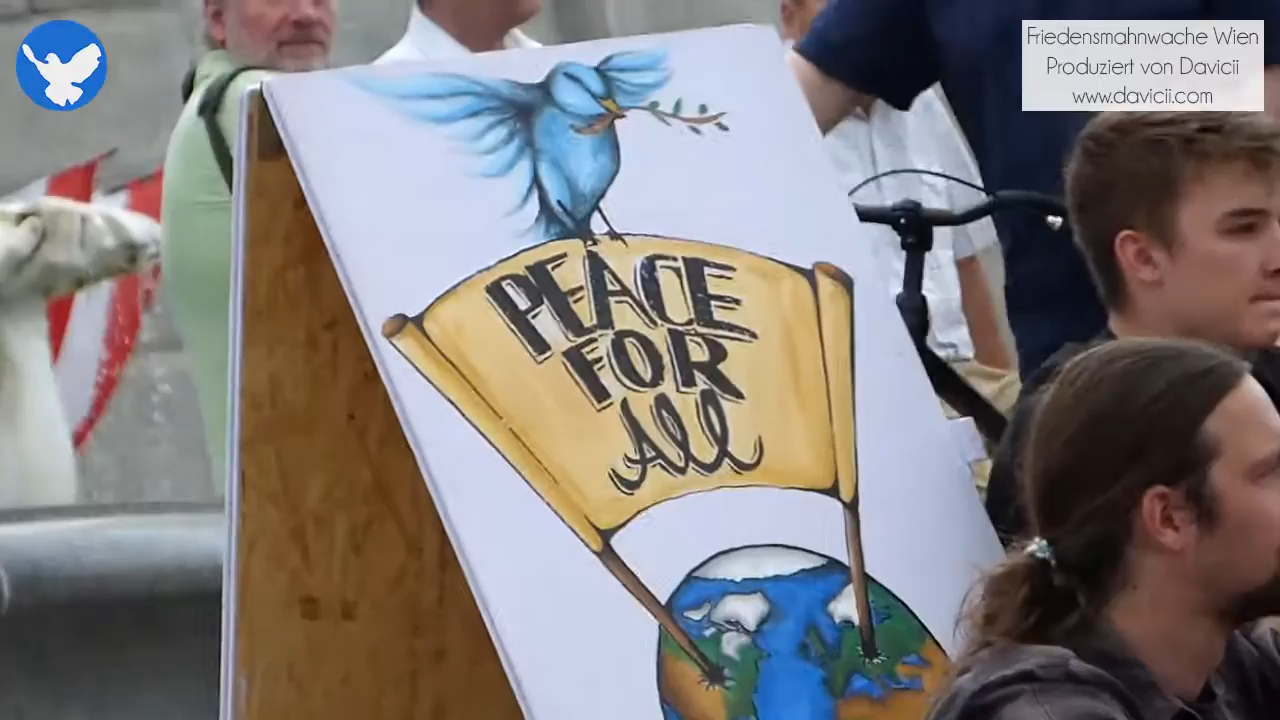 Friedensmahnwache Wien
Produziert von Davicii
www.davicii.com
PEACE
FOR
All